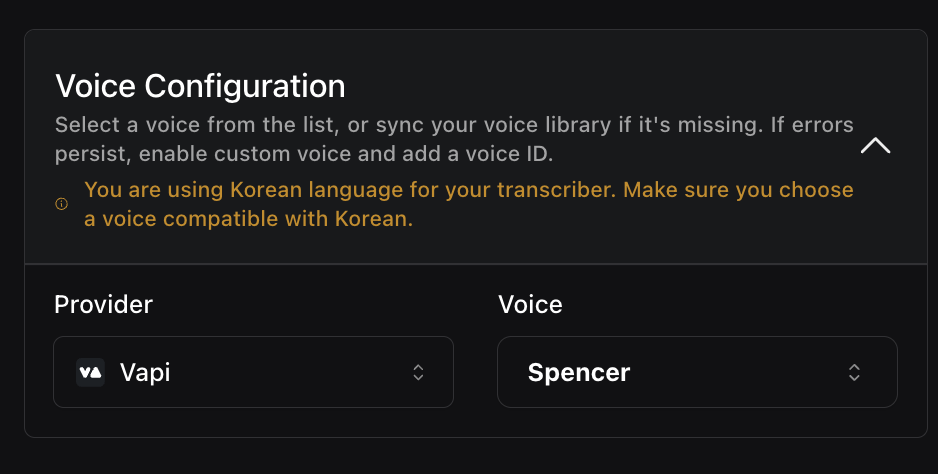 Voice Configuration
Select a voice from the list, or sync your voice library if it's missing. If errors
persist, enable custom voice and add a voice ID.
You are using Korean language for your transcriber. Make sure you choose
a voice compatible with Korean.
Provider
Voice
Vapi
Spencer